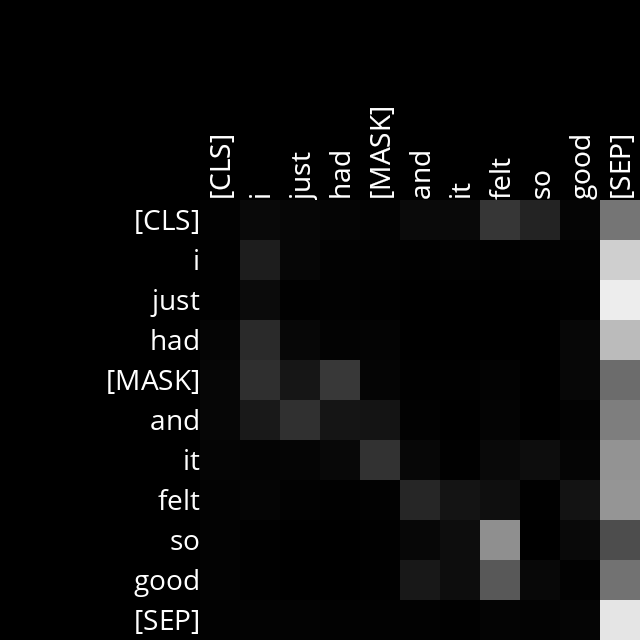 [CLS] i just had [MASK] and it felt so good [SEP]
[CLS]
i
just
had
[MASK]
and
it
felt
so
good
[SEP]